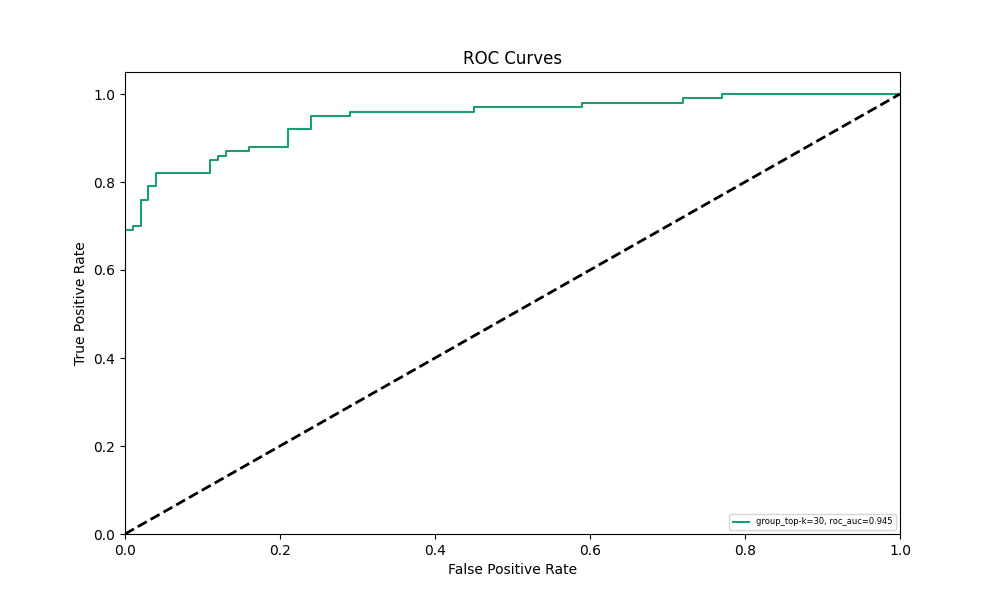 ROC Curves
True Positive Rate
1.0
0.8
0.6
0.4
0.2
0.0
0.0 0.2 0.4 0.6 0.8 1.0
False Positive Rate
group_top-k=30, roc_auc=0.945